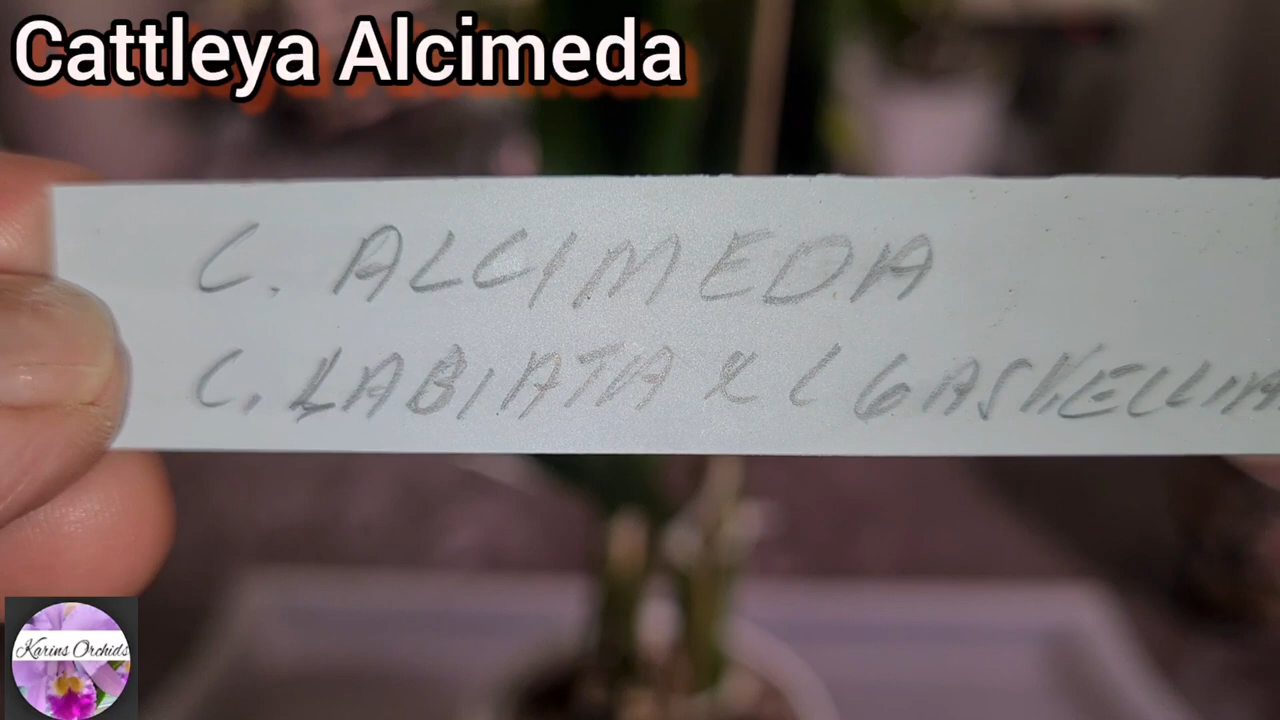 Cattleya Alcimeda
C. ALCIMEDA
C. LABIATA X C GASKELLIA
Karins Orchids